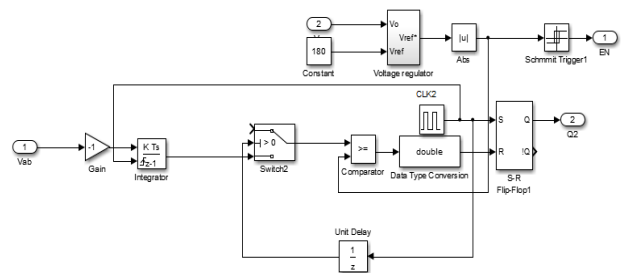 2
Vo
Vref
Vref*
Voltage regulator
180
Constant
|u|
Abs
Schmmit Trigger1
1
EN
CLK2
1
Vab
-1
Gain
K Ts
z-1
Integrator
> 0
Switch2
>=
Comparator
double
Data Type Conversion
S
R
Q
!Q
S-R
Flip-Flop1
2
Q2
Unit Delay
1
z